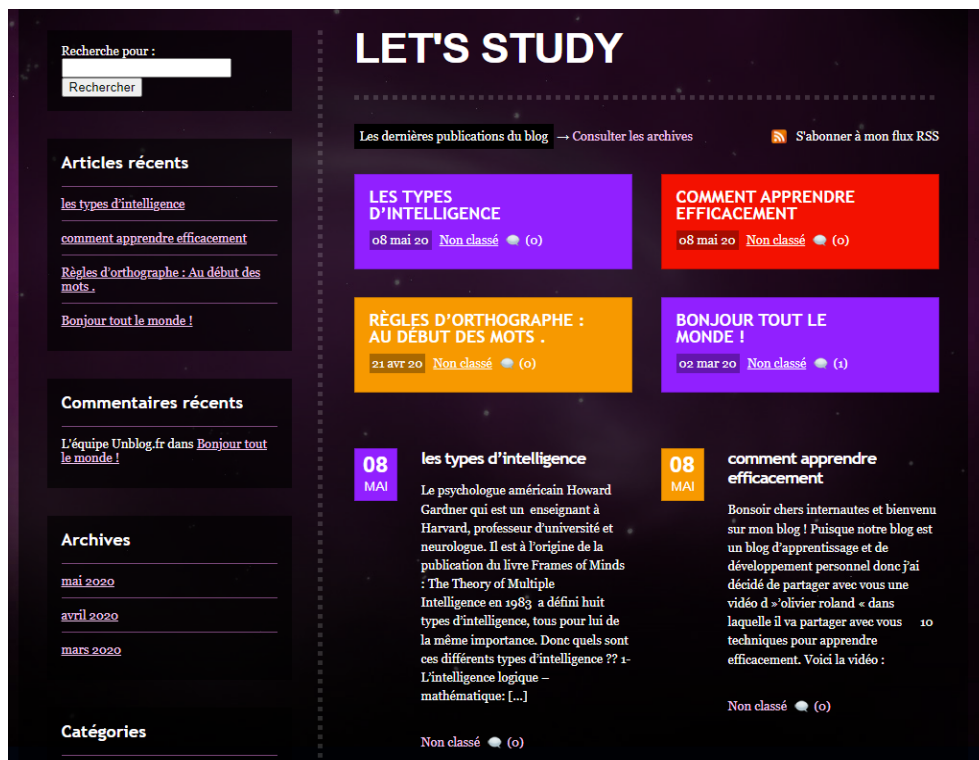 Recherche pour :
Rechercher
Articles récents
les types d'intelligence
comment apprendre efficacement
Règles d'orthographe : Au début des
mots .
Bonjour tout le monde !
Commentaires récents
L'équipe Unblog.fr dans Bonjour tout
le monde !
Archives
mai 2020
avril 2020
mars 2020
Catégories
LET'S STUDY
Les dernières publications du blog → Consulter les archives
S'abonner à mon flux RSS
LES TYPES
D'INTELLIGENCE
08 mai 20 Non classé (0)
COMMENT APPRENDRE
EFFICACEMENT
08 mai 20 Non classé (0)
RÈGLES D'ORTHOGRAPHE :
AU DÉBUT DES MOTS .
21 avr 20 Non classé (0)
BONJOUR TOUT LE
MONDE !
02 mar 20 Non classé (1)
08
MAI
les types d'intelligence
Le psychologue américain Howard
Gardner qui est un enseignant à
Harvard, professeur d'université et
neurologue. Il est à l'origine de la
publication du livre Frames of Minds
: The Theory of Multiple
Intelligence en 1983 a défini huit
types d'intelligence, tous pour lui de
la même importance. Donc quels sont
ces différents types d'intelligence ?? 1-
L'intelligence logique –
mathématique: [...]
Non classé (0)
08
MAI
comment apprendre
efficacement
Bonsoir chers internautes et bienvenu
sur mon blog ! Puisque notre blog est
un blog d'apprentissage et de
développement personnel donc j'ai
décidé de partager avec vous une
vidéo d »'olivier roland « dans
laquelle il va partager avec vous 10
techniques pour apprendre
efficacement. Voici la vidéo :
Non classé (0)